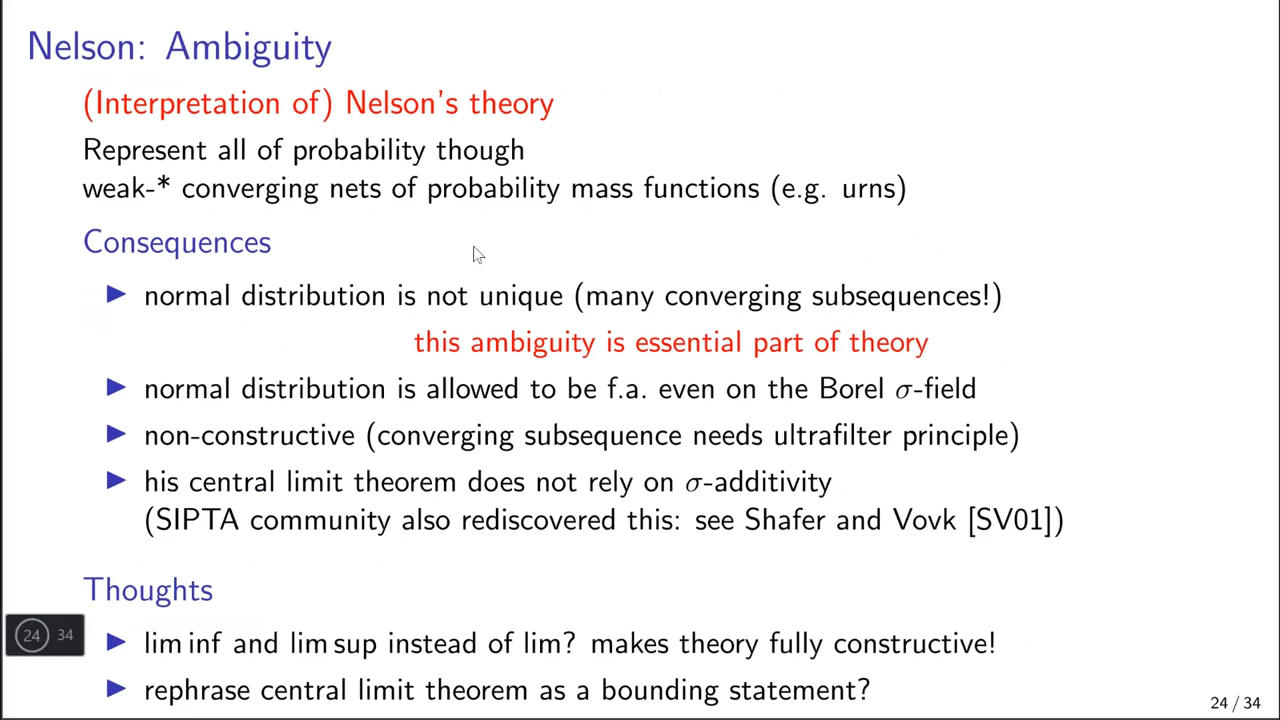 Nelson: Ambiguity
(Interpretation of) Nelson's theory
Represent all of probability though
weak-* converging nets of probability mass functions (e.g. urns)
Consequences
▶ normal distribution is not unique (many converging subsequences!)
this ambiguity is essential part of theory
▶ normal distribution is allowed to be f.a. even on the Borel σ-field
▶ non-constructive (converging subsequence needs ultrafilter principle)
▶ his central limit theorem does not rely on σ-additivity
(SIPTA community also rediscovered this: see Shafer and Vovk [SV01])
Thoughts
24 34
▶ lim inf and lim sup instead of lim? makes theory fully constructive!
▶ rephrase central limit theorem as a bounding statement?
24 / 34